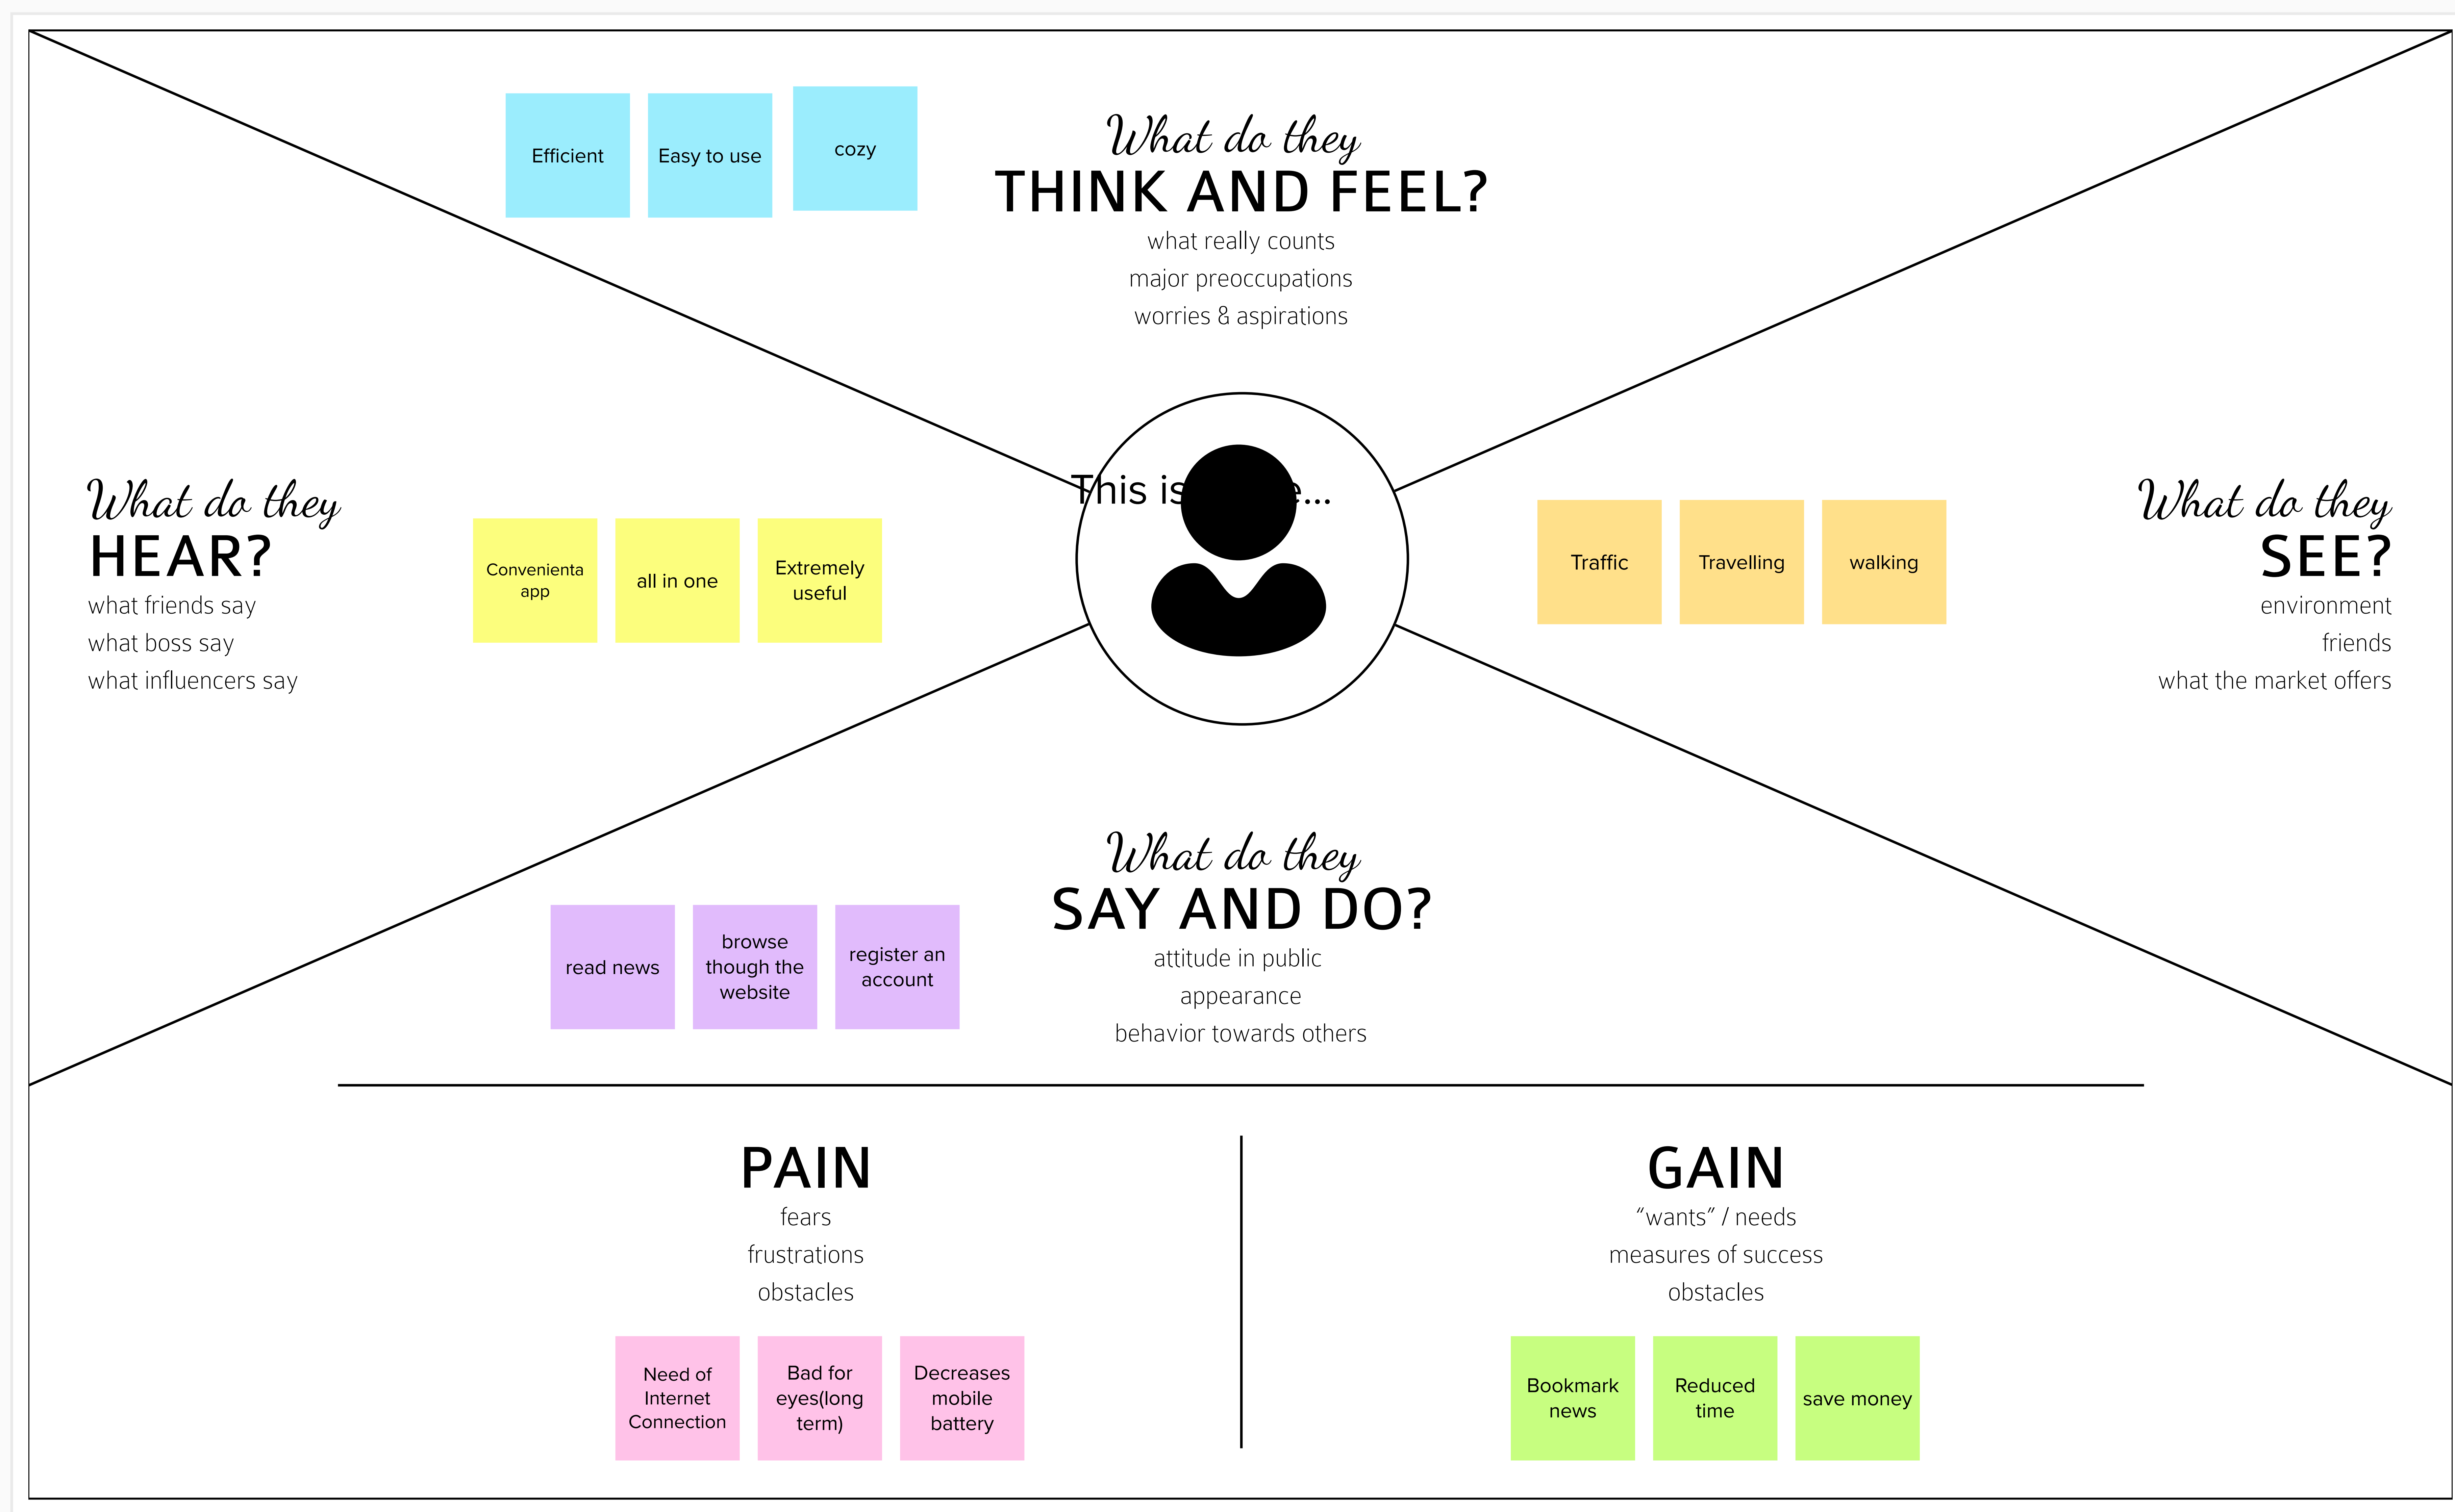 Efficient
Easy to use
cozy
What do they
THINK AND FEEL?
what really counts
major preoccupations
worries & aspirations
What do they
HEAR?
what friends say
what boss say
what influencers say
Convenienta
app
all in one
Extremely
useful
This is
Traffic
Travelling
walking
What do they
SEE?
environment
friends
what the market offers
What do they
SAY AND DO?
attitude in public
appearance
behavior towards others
read news
browse
though the
website
register an
account
PAIN
fears
frustrations
obstacles
Need of
Internet
Connection
Bad for
eyes(long
term)
Decreases
mobile
battery
GAIN
“wants” / needs
measures of success
obstacles
Bookmark
news
Reduced
time
save money